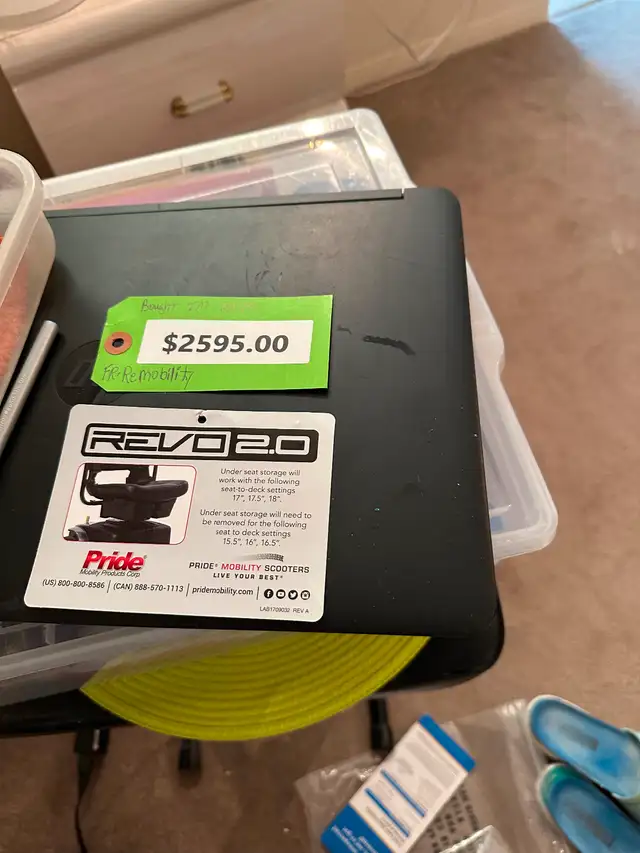 Bought
$2595.00
FR-Remobility
REVO 2.0
Under seat storage will
work with the following
seat-to-deck settings
17", 17.5", 18".
Under seat storage will need to
be removed for the following
seat to deck settings
15.5", 16", 16.5".
Pride®
Mobility Products Corp.
PRIDE® MOBILITY SCOOTERS
LIVE YOUR BEST®
(US) 800-800-8586 | (CAN) 888-570-1113 | pridemobility.com |
LAB1709032 REV A